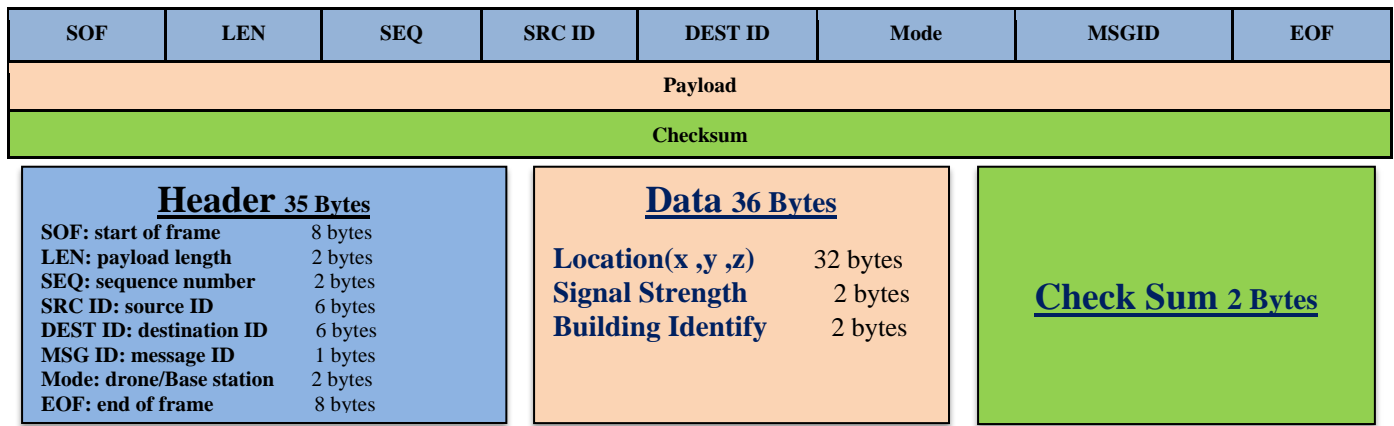 SOF LEN SEQ SRC ID DEST ID Mode MSGID EOF
Payload
Checksum
Header 35 Bytes
SOF: start of frame 8 bytes
LEN: payload length 2 bytes
SEQ: sequence number 2 bytes
SRC ID: source ID 6 bytes
DEST ID: destination ID 6 bytes
MSG ID: message ID 1 bytes
Mode: drone/Base station 2 bytes
EOF: end of frame 8 bytes
Data 36 Bytes
Location(x ,y ,z) 32 bytes
Signal Strength 2 bytes
Building Identify 2 bytes
Check Sum 2 Bytes